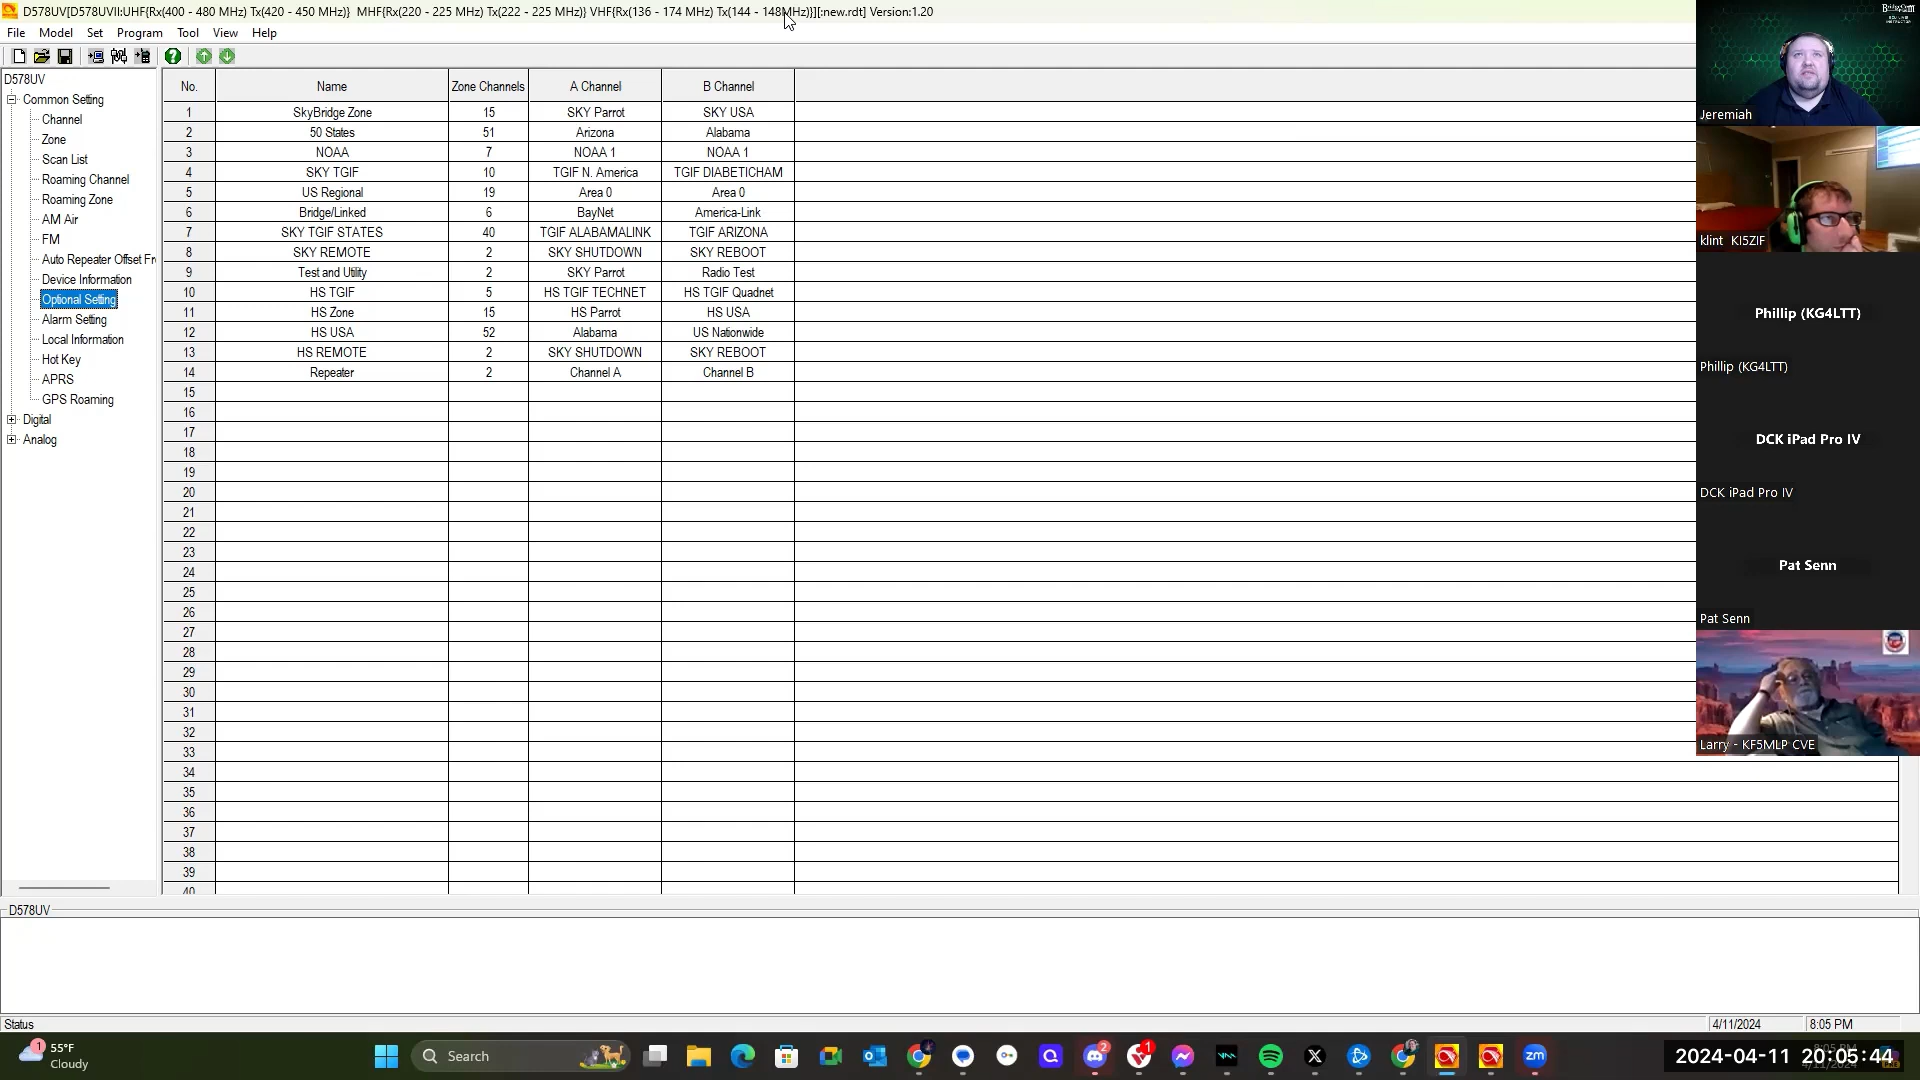 D578UV[D578UVII:UHF{Rx(400 - 480 MHz) Tx(420 - 450 MHz)} MHF{Rx(220 - 225 MHz) Tx(222 - 225 MHz)} VHF{Rx(136 - 174 MHz) Tx(144 - 148MHz)}][:new.rdt] Version:1.20
File Model Set Program Tool View Help
D578UV
Common Setting
Channel
Zone
Scan List
Roaming Channel
Roaming Zone
AM Air
FM
Auto Repeater Offset Fr
Device Information
Optional Setting
Alarm Setting
Local Information
Hot Key
APRS
GPS Roaming
Digital
Analog
No. Name Zone Channels A Channel B Channel
1 SkyBridge Zone 15 SKY Parrot SKY USA
2 50 States 51 Arizona Alabama
3 NOAA 7 NOAA 1 NOAA 1
4 SKY TGIF 10 TGIF N. America TGIF DIABETICHAM
5 US Regional 19 Area 0 Area 0
6 Bridge/Linked 6 BayNet America-Link
7 SKY TGIF STATES 40 TGIF ALABAMALINK TGIF ARIZONA
8 SKY REMOTE 2 SKY SHUTDOWN SKY REBOOT
9 Test and Utility 2 SKY Parrot Radio Test
10 HS TGIF 5 HS TGIF TECHNET HS TGIF Quadnet
11 HS Zone 15 HS Parrot HS USA
12 HS USA 52 Alabama US Nationwide
13 HS REMOTE 2 SKY SHUTDOWN SKY REBOOT
14 Repeater 2 Channel A Channel B
15
16
17
18
19
20
21
22
23
24
25
26
27
28
29
30
31
32
33
34
35
36
37
38
39
40
Jeremiah
klint KI5ZIF
Phillip (KG4LTT)
Phillip (KG4LTT)
DCK iPad Pro IV
DCK iPad Pro IV
Pat Senn
Pat Senn
Larry - KF5MLP CVE
D578UV
Status
4/11/2024 8:05 PM
1
55°F
Cloudy
Search
2
1
zm
2024-04-11 20:05:44